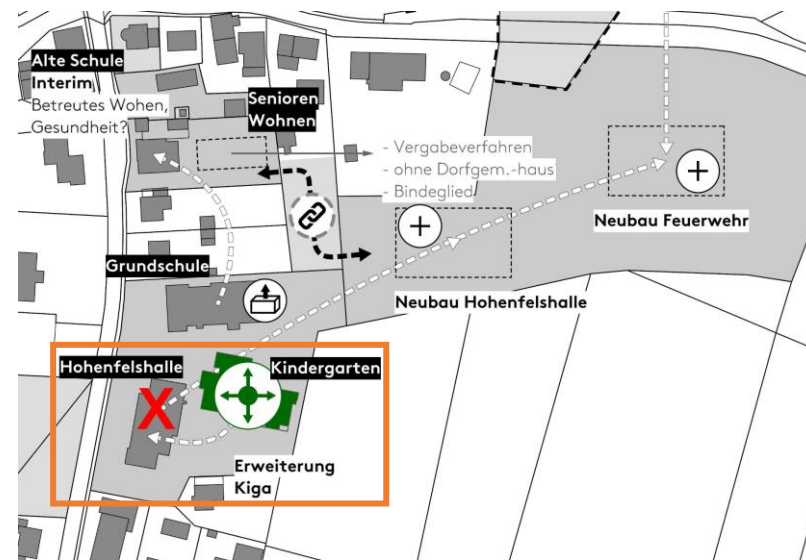 Alte Schule
Interim
Betreutes Wohnen,
Gesundheit?
Senioren
Wohnen
- Vergabeverfahren
- ohne Dorfgem.-haus
- Bindeglied
Neubau Feuerwehr
Grundschule
Neubau Hohenfelshalle
Hohenfelshalle
X
Kindergarten
Erweiterung
Kiga